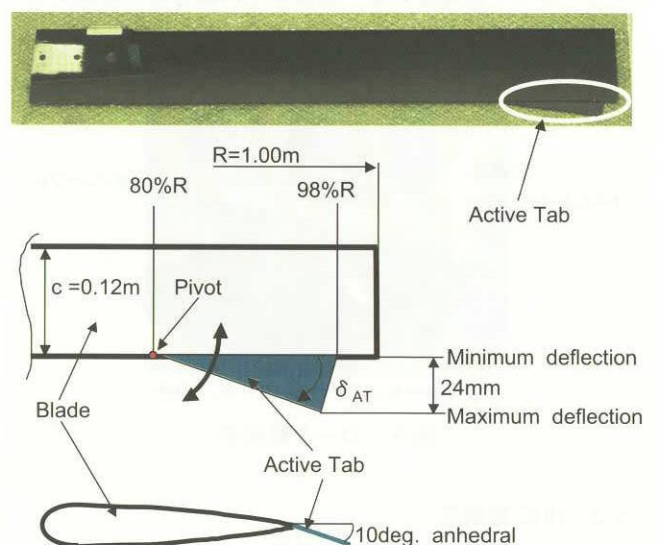 Active Tab
R=1.00m
80%R
98%R
c =0.12m
Pivot
Minimum deflection
δ AT
24mm
Maximum deflection
Blade
Active Tab
10deg. anhedral